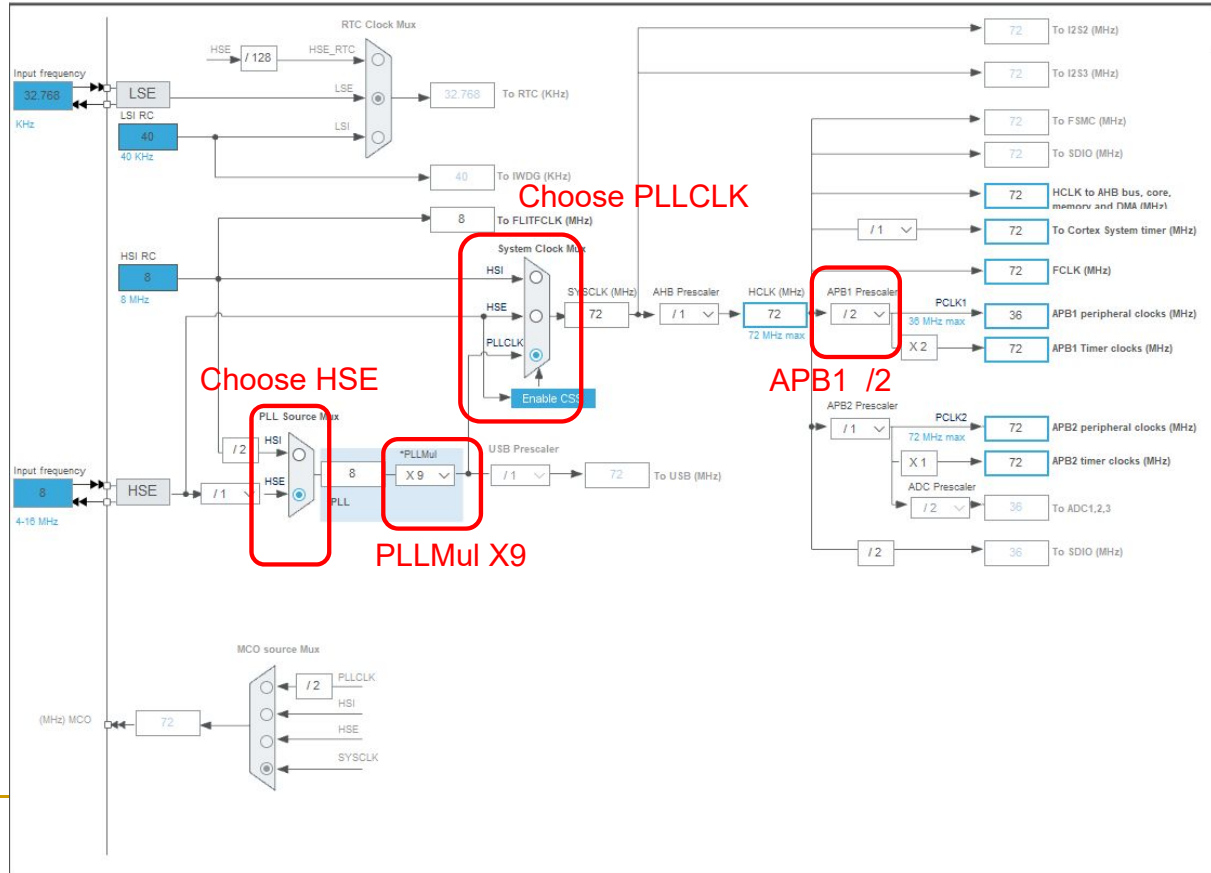 RTC Clock Mux
HSE
/ 128
HSE_RTC
Input frequency
32.768
KHz
LSE
LSE
32.768
To RTC (KHz)
LSI RC
40
40 KHz
LSI
40
To IWDG (KHz)
Choose PLLCLK
8
To FLITFCLK (MHz)
HSI RC
8
8 MHz
System Clock Mux
HSI
HSE
PLLCLK
Enable CSS
SYSCLK (MHz)
72
AHB Prescaler
/ 1
HCLK (MHz)
72
72 MHz max
72
To I2S2 (MHz)
72
To I2S3 (MHz)
72
To FSMC (MHz)
72
To SDIO (MHz)
72
HCLK to AHB bus, core,
memory and DMA (MHz)
/ 1
72
To Cortex System timer (MHz)
72
FCLK (MHz)
APB1 Prescaler
/ 2
PCLK1
36 MHz max
36
APB1 peripheral clocks (MHz)
X 2
72
APB1 Timer clocks (MHz)
APB1 /2
APB2 Prescaler
/ 1
PCLK2
72 MHz max
72
APB2 peripheral clocks (MHz)
X 1
72
APB2 timer clocks (MHz)
ADC Prescaler
/ 2
36
To ADC1,2,3
/ 2
36
To SDIO (MHz)
Choose HSE
PLL Source Mux
/ 2
HSI
HSE
Input frequency
8
4-16 MHz
HSE
/ 1
8
PLL
*PLLMul
X 9
PLLMul X9
USB Prescaler
/ 1
72
To USB (MHz)
MCO source Mux
/ 2
PLLCLK
HSI
HSE
SYSCLK
(MHz) MCO
72